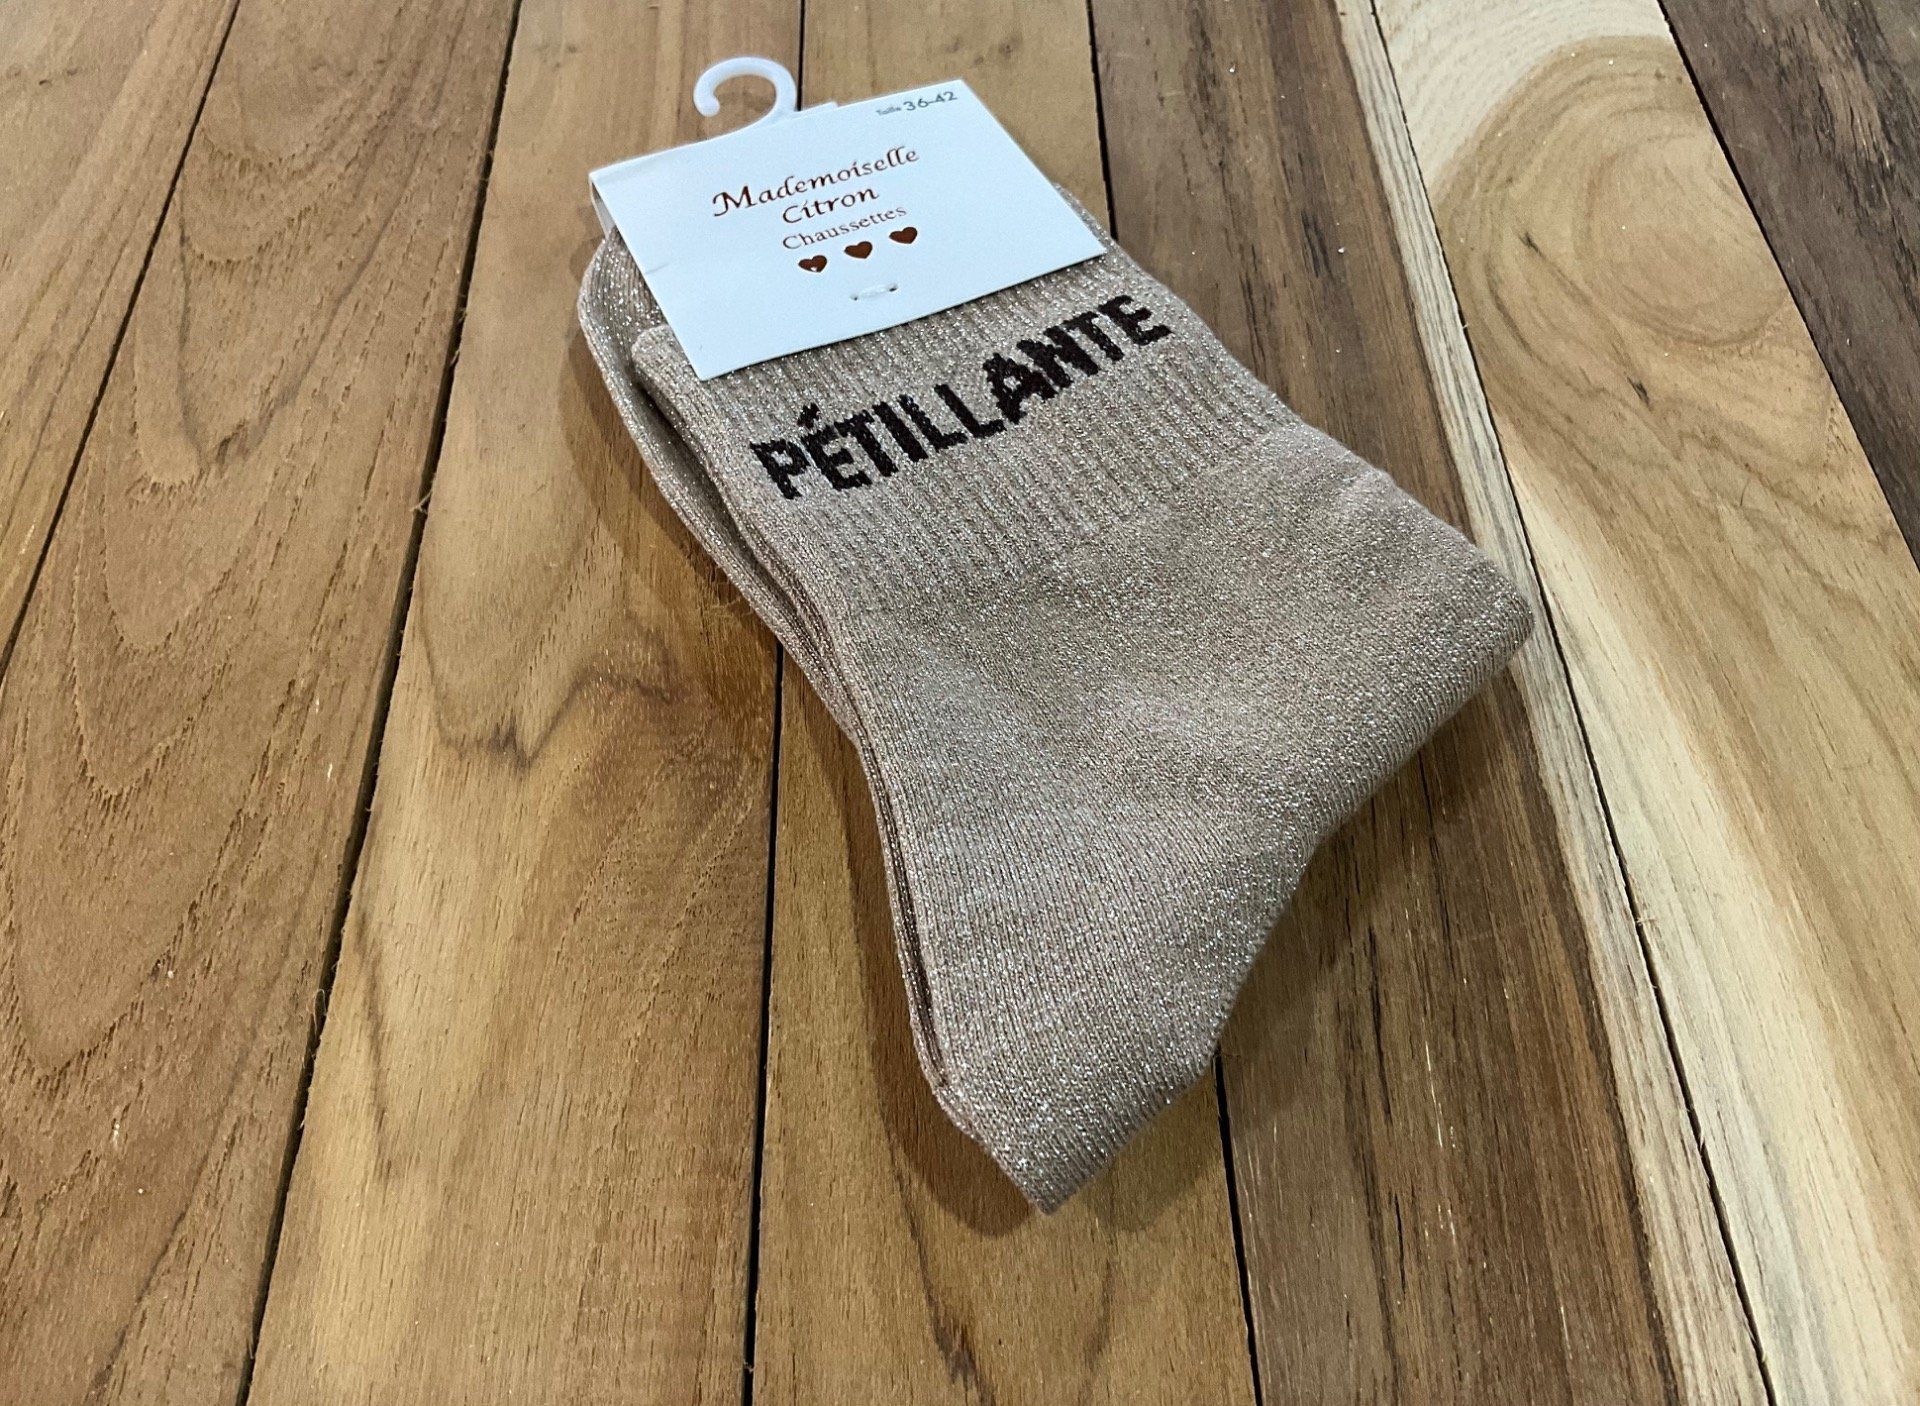 Taille 36-42
Mademoiselle
Citron
Chaussettes
PÉTILLANTE